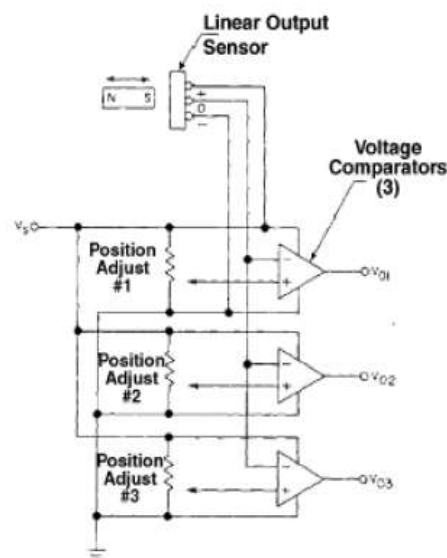 Linear Output
Sensor
N S
+
O
−
Voltage
Comparators
(3)
VS
Position
Adjust
#1
−
+
VO1
Position
Adjust
#2
−
+
VO2
Position
Adjust
#3
−
+
VO3